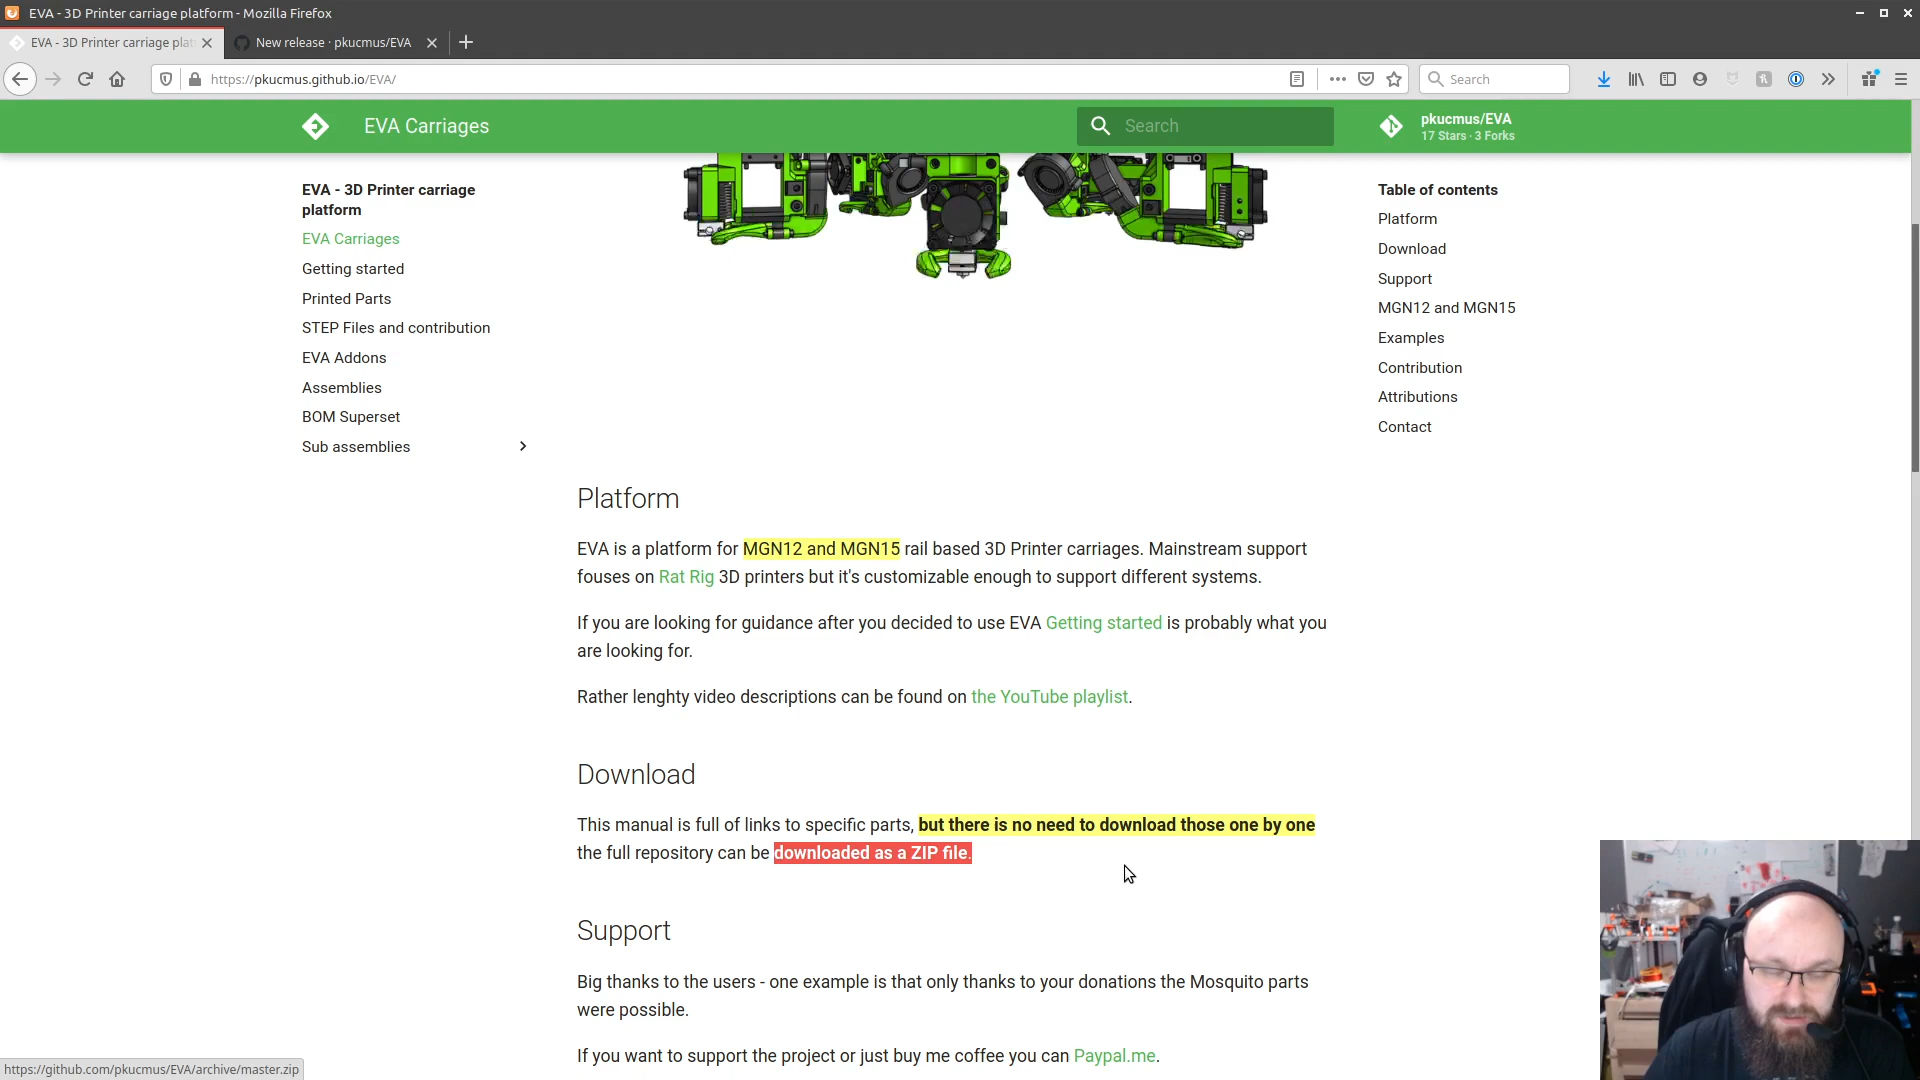 EVA - 3D Printer carriage platform - Mozilla Firefox
EVA - 3D Printer carriage plat
New release · pkucmus/EVA
https://pkucmus.github.io/EVA/
Search
EVA Carriages
Search
pkucmus/EVA
17 Stars · 3 Forks
EVA - 3D Printer carriage
platform
EVA Carriages
Getting started
Printed Parts
STEP Files and contribution
EVA Addons
Assemblies
BOM Superset
Sub assemblies
Table of contents
Platform
Download
Support
MGN12 and MGN15
Examples
Contribution
Attributions
Contact
Platform
EVA is a platform for MGN12 and MGN15 rail based 3D Printer carriages. Mainstream support
fouses on Rat Rig 3D printers but it's customizable enough to support different systems.
If you are looking for guidance after you decided to use EVA Getting started is probably what you
are looking for.
Rather lenghty video descriptions can be found on the YouTube playlist.
Download
This manual is full of links to specific parts, but there is no need to download those one by one
the full repository can be downloaded as a ZIP file.
Support
Big thanks to the users - one example is that only thanks to your donations the Mosquito parts
were possible.
If you want to support the project or just buy me coffee you can Paypal.me.
https://github.com/pkucmus/EVA/archive/master.zip